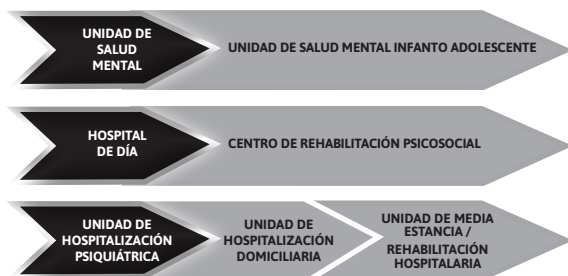 UNIDAD DE
SALUD
MENTAL
UNIDAD DE SALUD MENTAL INFANTO ADOLESCENTE
HOSPITAL
DE DÍA
CENTRO DE REHABILITACIÓN PSICOSOCIAL
UNIDAD DE
HOSPITALIZACIÓN
PSIQUIÁTRICA
UNIDAD DE
HOSPITALIZACIÓN
DOMICILIARIA
UNIDAD DE MEDIA
ESTANCIA /
REHABILITACIÓN
HOSPITALARIA